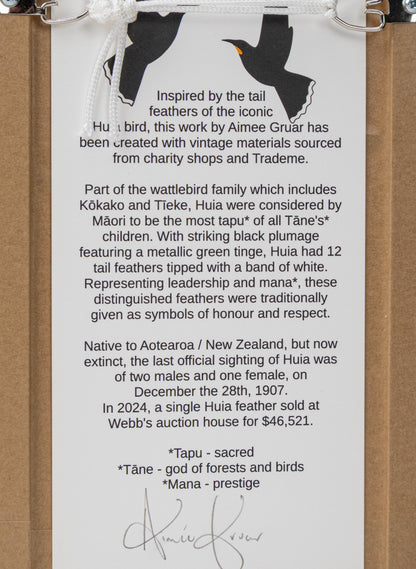 Inspired by the tail
feathers of the iconic
Huia bird, this work by Aimee Gruar has
been created with vintage materials sourced
from charity shops and Trademe.
Part of the wattlebird family which includes
Kōkako and Tīeke, Huia were considered by
Māori to be the most tapu* of all Tāne's*
children. With striking black plumage
featuring a metallic green tinge, Huia had 12
tail feathers tipped with a band of white.
Representing leadership and mana*, these
distinguished feathers were traditionally
given as symbols of honour and respect.
Native to Aotearoa / New Zealand, but now
extinct, the last official sighting of Huia was
of two males and one female, on
December the 28th, 1907.
In 2024, a single Huia feather sold at
Webb's auction house for $46,521.
*Tapu - sacred
*Tāne - god of forests and birds
*Mana - prestige
Aimée Gruar